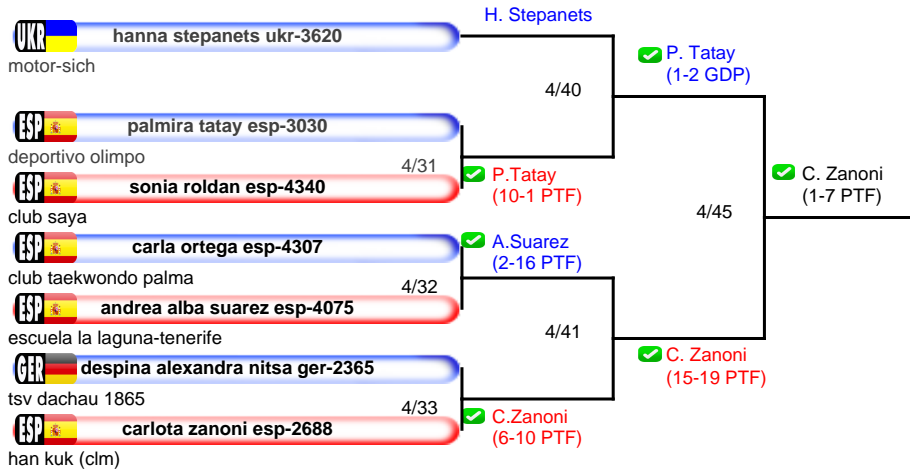 UKR hanna stepanets ukr-3620
motor-sich
H. Stepanets
4/40
P. Tatay
(1-2 GDP)
ESP palmira tatay esp-3030
deportivo olimpo
4/31
ESP sonia roldan esp-4340
club saya
P.Tatay
(10-1 PTF)
4/45
C. Zanoni
(1-7 PTF)
ESP carla ortega esp-4307
club taekwondo palma
4/32
A.Suarez
(2-16 PTF)
ESP andrea alba suarez esp-4075
escuela la laguna-tenerife
4/41
GER despina alexandra nitsa ger-2365
tsv dachau 1865
4/33
C. Zanoni
(15-19 PTF)
ESP carlota zanoni esp-2688
han kuk (clm)
C.Zanoni
(6-10 PTF)